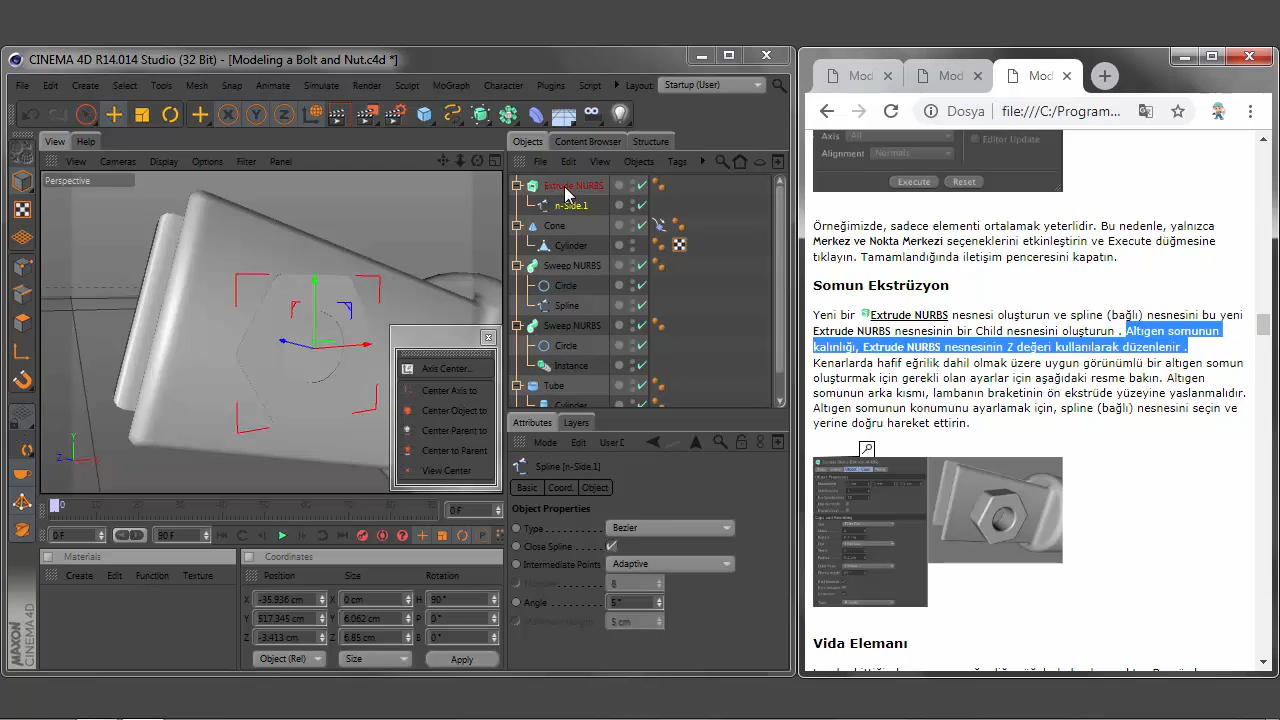 CINEMA 4D R14.014 Studio (32 Bit) - [Modeling a Bolt and Nut.c4d *]
File Edit Create Select Tools Mesh Snap Animate Simulate Render Sculpt MoGraph Character Plugins Script Layout: Startup (User)
View Help
View Cameras Display Options Filter Panel
Perspective
Axis Center...
Center Axis to
Center Object to
Center Parent to
Center to Parent
View Center
0
0 F
0 F
90 F
Materials
Create Edit Function Texture
Coordinates
Position Size Rotation
X -35.936 cm X 0 cm H 90 °
Y 517.345 cm Y 6.062 cm P 0 °
Z -3.413 cm Z 6.85 cm B 0 °
Object (Rel) Size Apply
MAXON
CINEMA 4D
Objects Content Browser Structure
File Edit View Objects Tags
Extrude NURBS
n-Side.1
Cone
Cylinder
Sweep NURBS
Circle
Spline
Sweep NURBS
Circle
Instance
Tube
Cylinder
Attributes Layers
Mode Edit User D
Spline [n-Side.1]
Basic Coord. Object
Object Properties
Type Bezier
Close Spline
Intermediate Points Adaptive
8
Angle 5 °
5 cm
Mod Mod Mod
Dosya file:///C:/Program...
Axis All Editor Update
Alignment Normals
Execute Reset
Örneğimizde, sadece elementi ortalamak yeterlidir. Bu nedenle, yalnızca
Merkez ve Nokta Merkezi seçeneklerini etkinleştirin ve Execute düğmesine
tıklayın. Tamamlandığında iletişim penceresini kapatın.
Somun Ekstrüzyon
Yeni bir Extrude NURBS nesnesi oluşturun ve spline (bağlı) nesnesini bu yeni
Extrude NURBS nesnesinin bir Child nesnesini oluşturun . Altıgen somunun
kalınlığı, Extrude NURBS nesnesinin Z değeri kullanılarak düzenlenir .
Kenarlarda hafif eğrilik dahil olmak üzere uygun görünümlü bir altıgen somun
oluşturmak için gerekli olan ayarlar için aşağıdaki resme bakın. Altıgen
somunun arka kısmı, lambanın braketinin ön ekstrude yüzeyine yaslanmalıdır.
Altıgen somunun konumunu ayarlamak için, spline (bağlı) nesnesini seçin ve
yerine doğru hareket ettirin.
Vida Elemanı